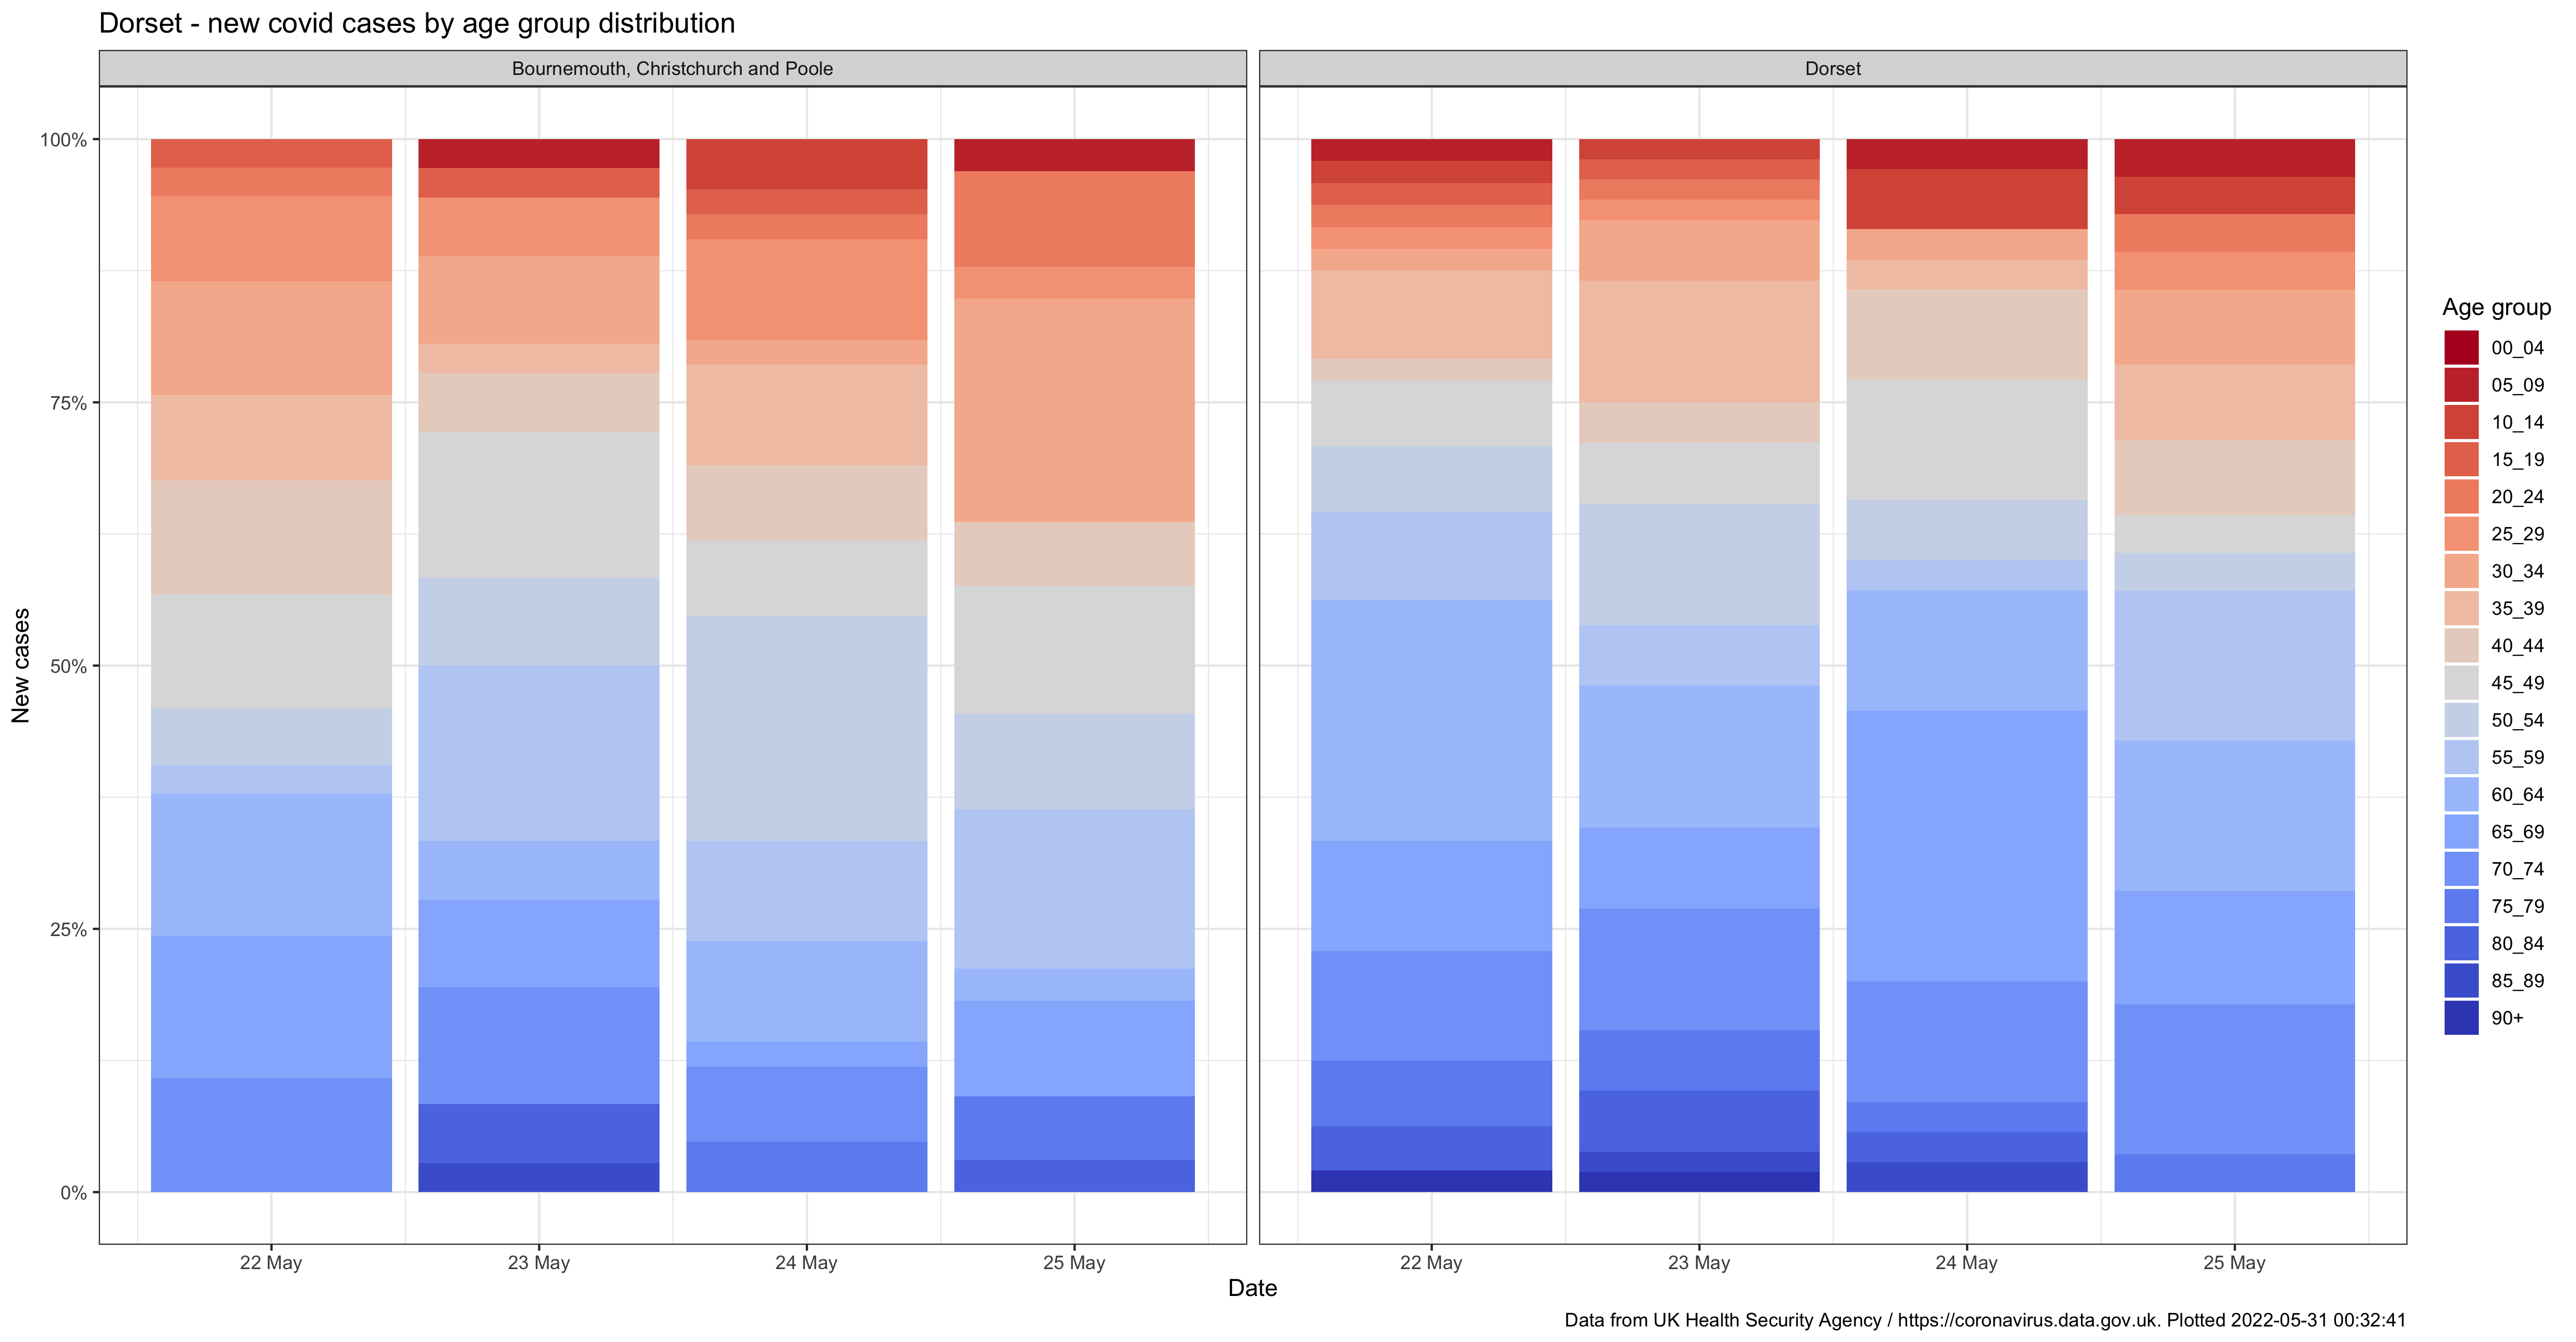 Dorset - new covid cases by age group distribution
Bournemouth, Christchurch and Poole
Dorset
New cases
100%
75%
50%
25%
0%
22 May
23 May
24 May
25 May
22 May
23 May
24 May
25 May
Date
Age group
00_04
05_09
10_14
15_19
20_24
25_29
30_34
35_39
40_44
45_49
50_54
55_59
60_64
65_69
70_74
75_79
80_84
85_89
90+
Data from UK Health Security Agency / https://coronavirus.data.gov.uk. Plotted 2022-05-31 00:32:41